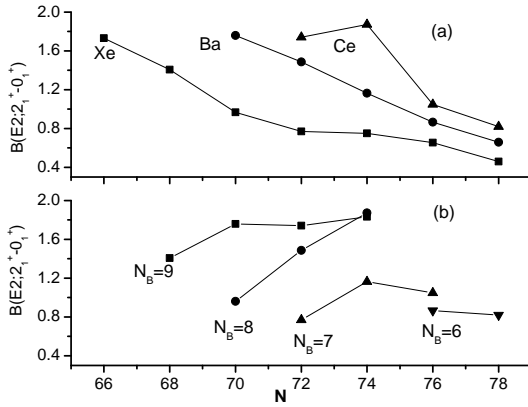 2.0
1.6
1.2
0.8
0.4
B(E2;2₁⁺-0₁⁺)
Xe
Ba
Ce
(a)
2.0
1.6
1.2
0.8
0.4
B(E2;2₁⁺-0₁⁺)
(b)
N_B=9
N_B=8
N_B=7
N_B=6
66 68 70 72 74 76 78
N